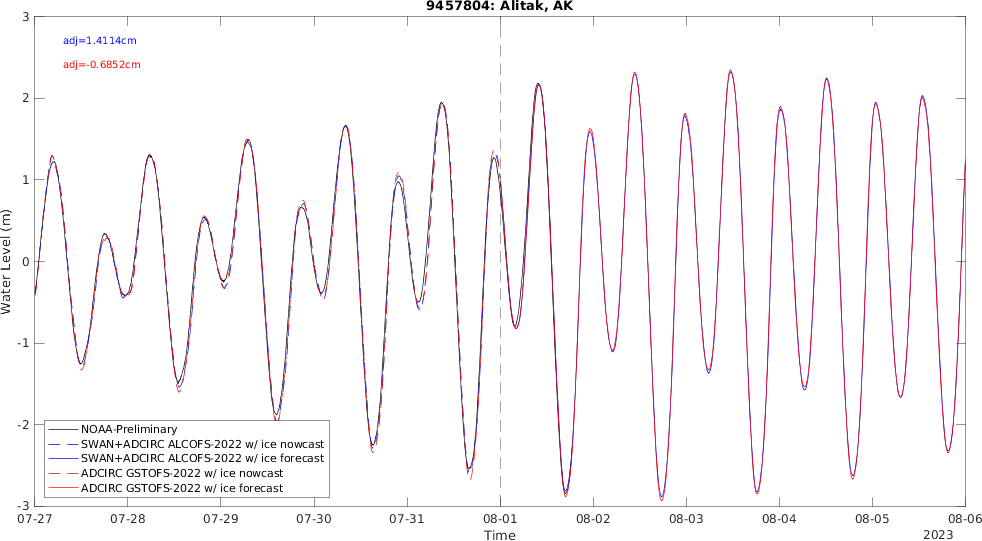 9457804: Alitak, AK
adj=1.4114cm
adj=-0.6852cm
Water Level (m)
3
2
1
0
-1
-2
-3
NOAA-Preliminary
SWAN+ADCIRC ALCOFS-2022 w/ ice nowcast
SWAN+ADCIRC ALCOFS-2022 w/ ice forecast
ADCIRC GSTOFS-2022 w/ ice nowcast
ADCIRC GSTOFS-2022 w/ ice forecast
07-27 07-28 07-29 07-30 07-31 08-01 08-02 08-03 08-04 08-05 08-06
Time
2023